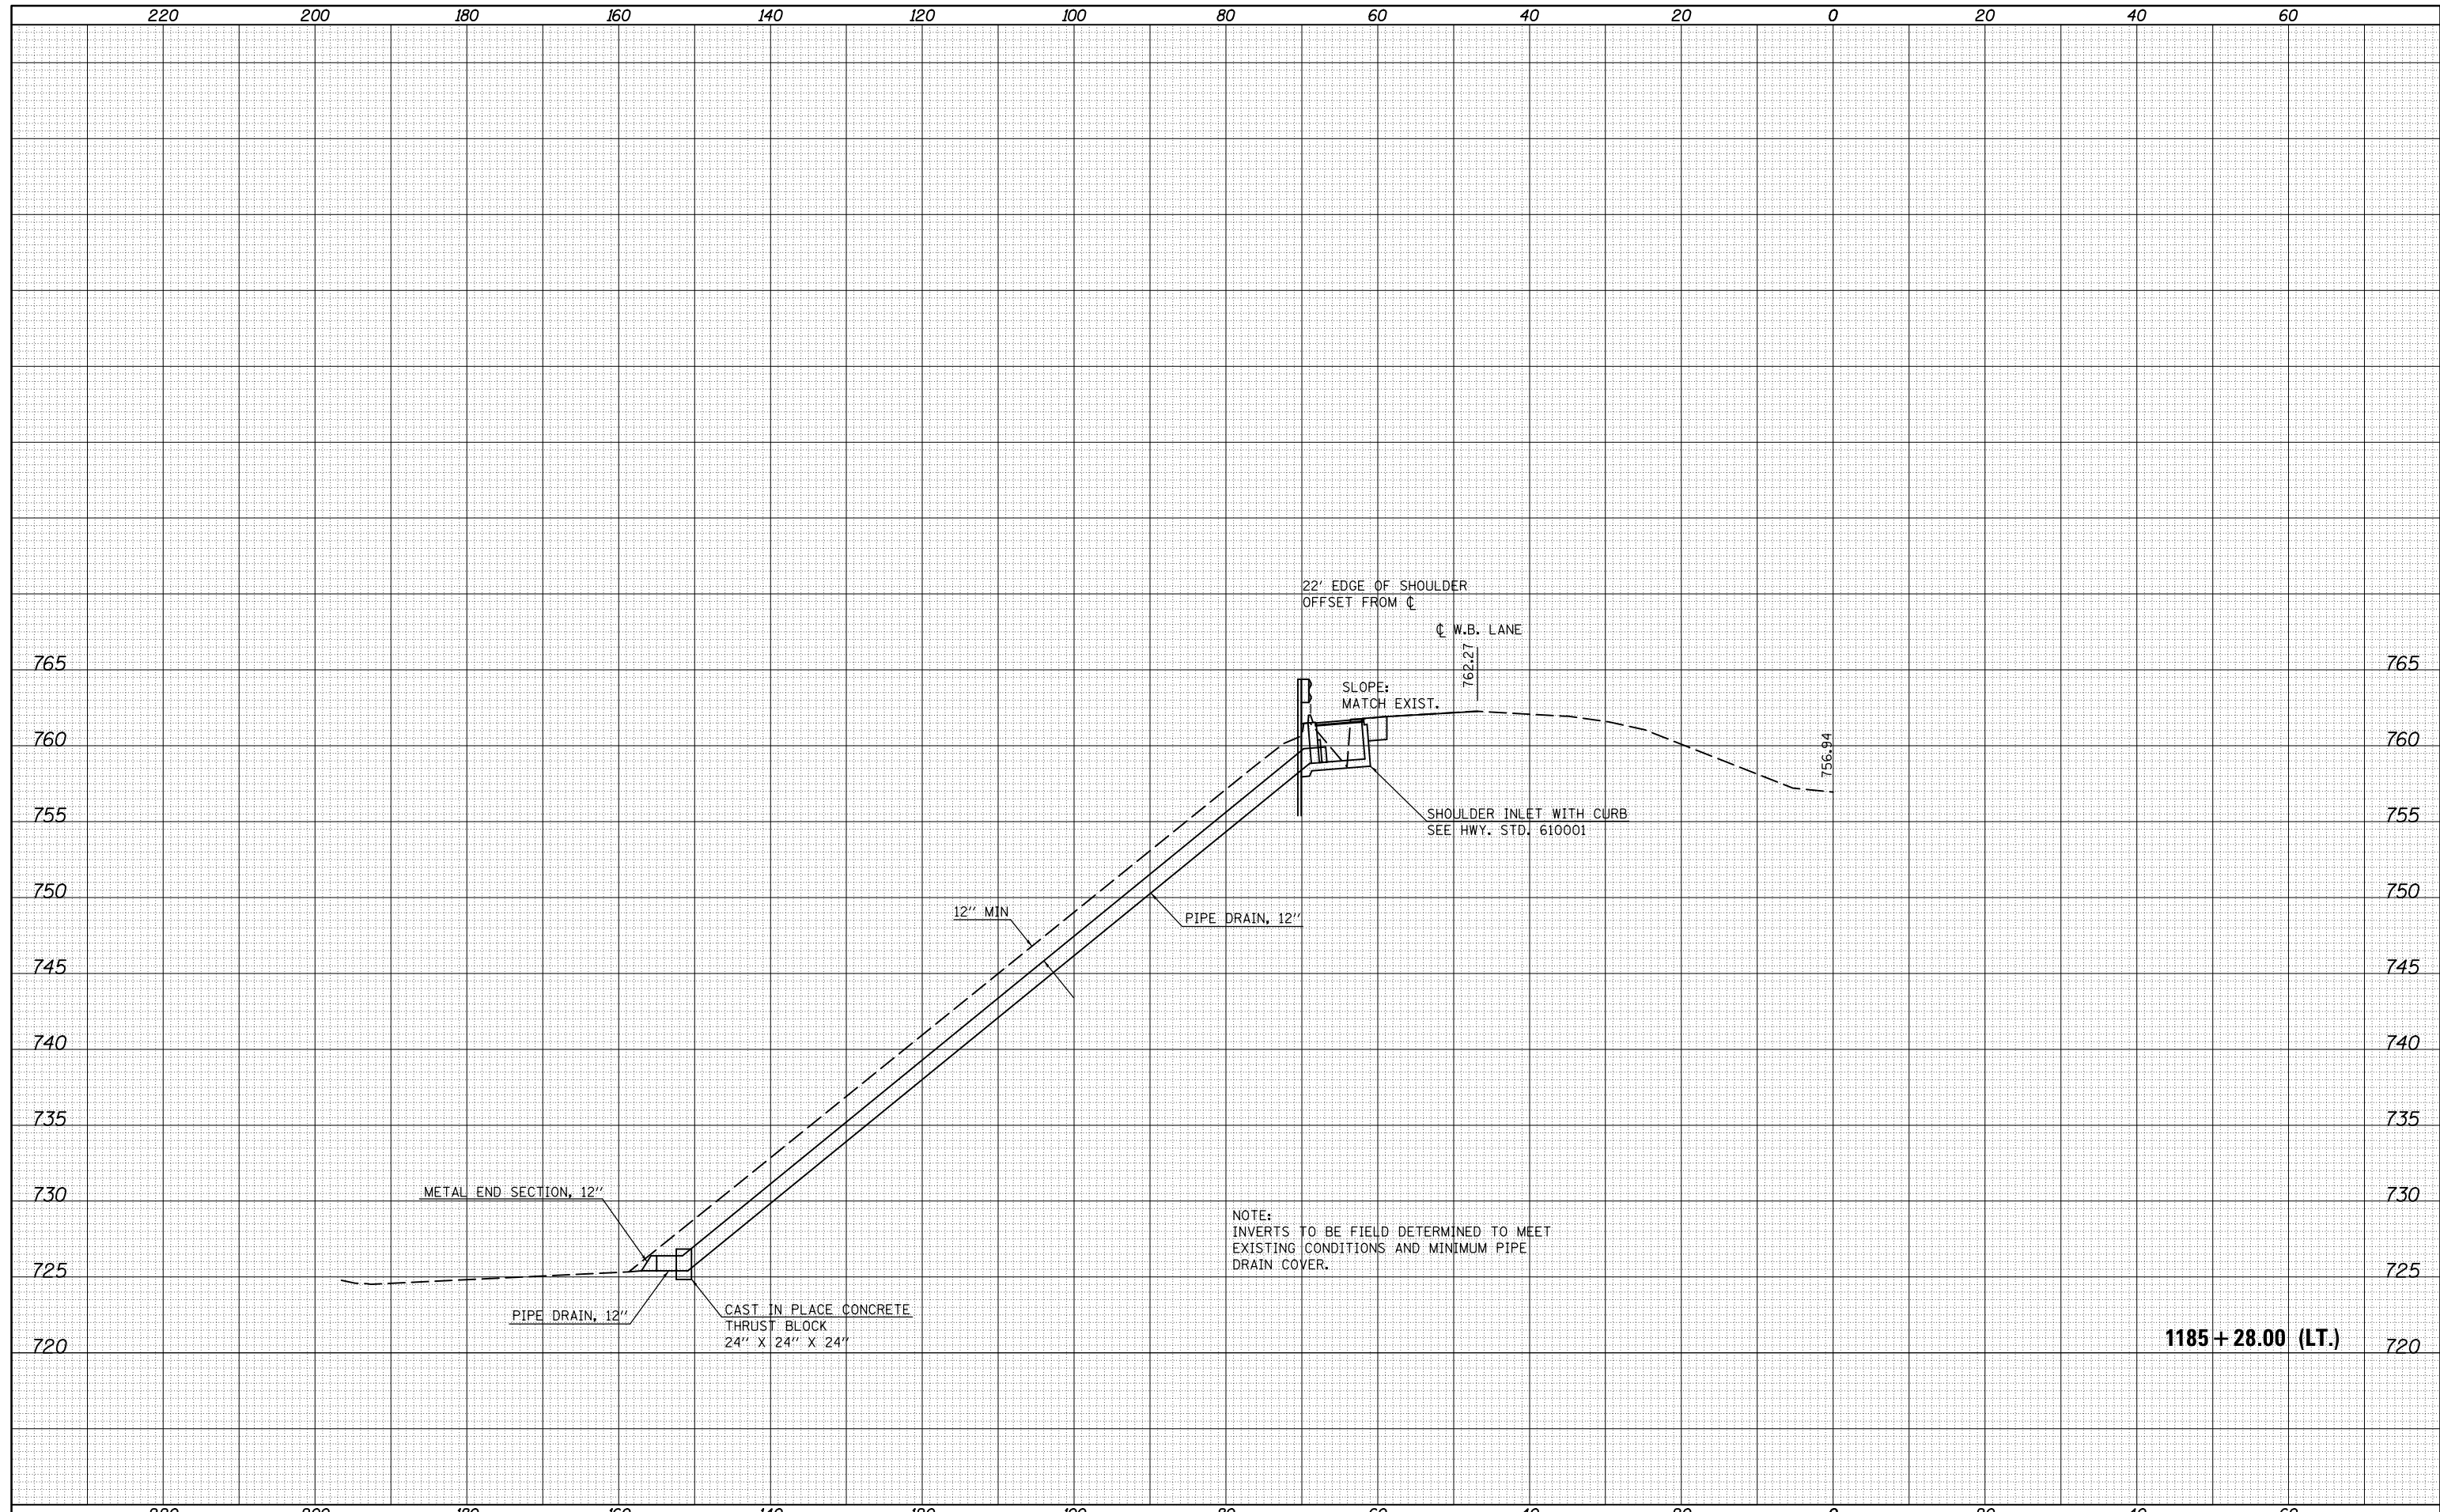 220 200 180 160 140 120 100 80 60 40 20 0 20 40 60
22' EDGE OF SHOULDER
OFFSET FROM ℄
℄ W.B. LANE
762.27
765 765
SLOPE:
MATCH EXIST.
760 760
756.94
755 755
SHOULDER INLET WITH CURB
SEE HWY. STD. 610001
750 750
12" MIN
PIPE DRAIN, 12"
745 745
740 740
735 735
730 730
METAL END SECTION, 12"
NOTE:
INVERTS TO BE FIELD DETERMINED TO MEET
EXISTING CONDITIONS AND MINIMUM PIPE
DRAIN COVER.
725 725
PIPE DRAIN, 12"
CAST IN PLACE CONCRETE
THRUST BLOCK
24" X 24" X 24"
720 720
1185+28.00 (LT.)